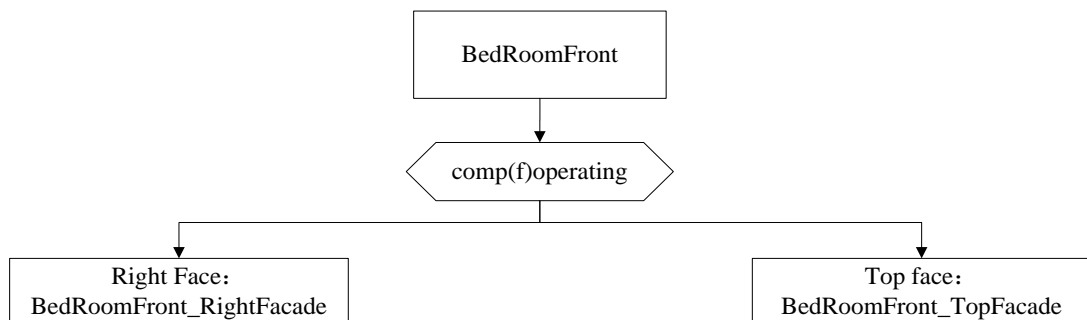 BedRoomFront
comp(f)operating
Right Face：
BedRoomFront_RightFacade
Top face：
BedRoomFront_TopFacade